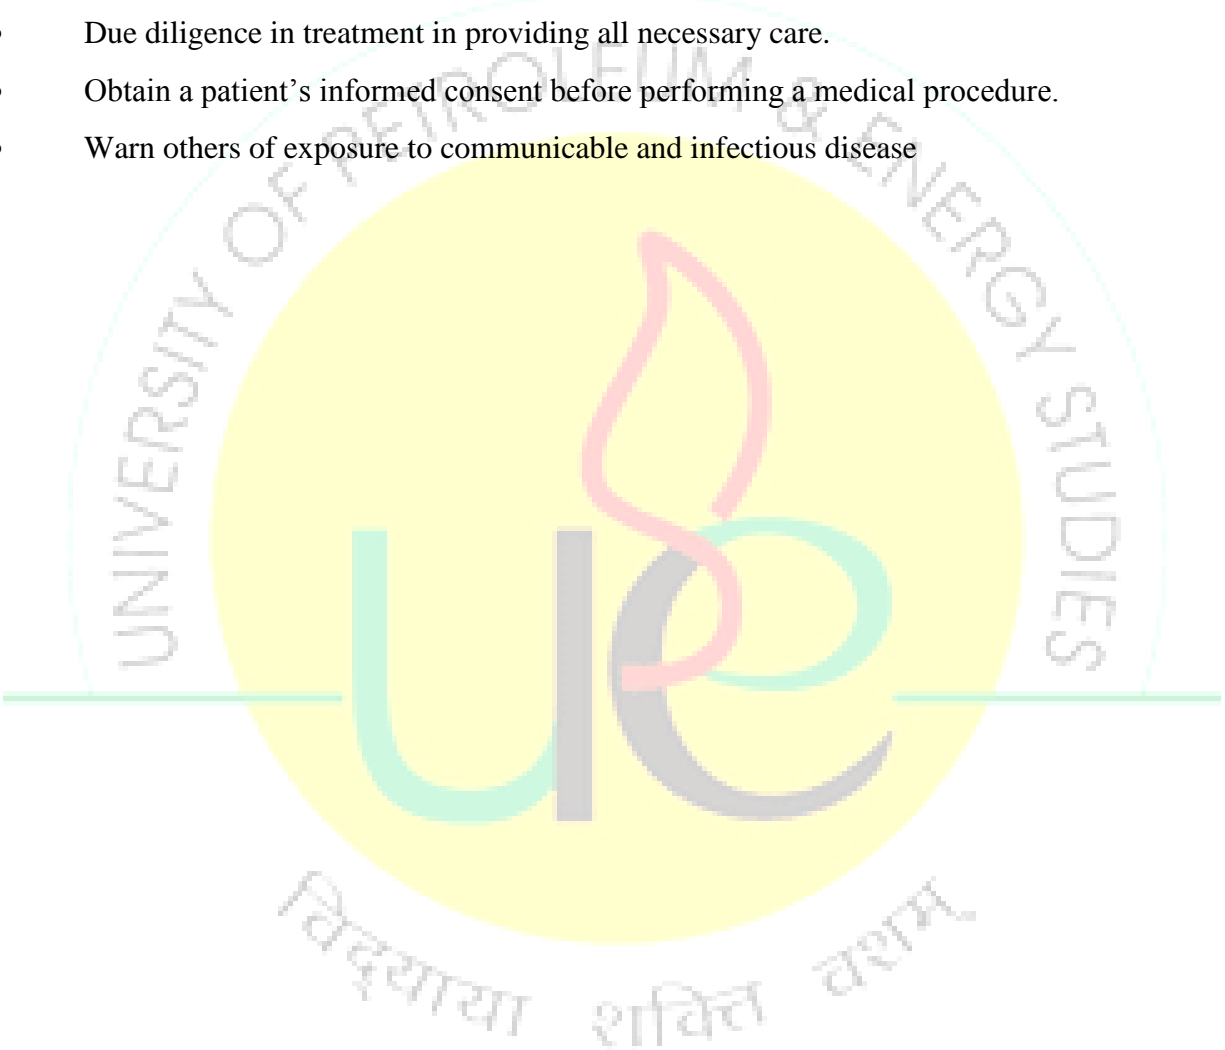 • Due diligence in treatment in providing all necessary care.
• Obtain a patient’s informed consent before performing a medical procedure.
• Warn others of exposure to communicable and infectious disease
UNIVERSITY OF PETROLEUM & ENERGY STUDIES
ue
विद्याया शक्ति वशम्